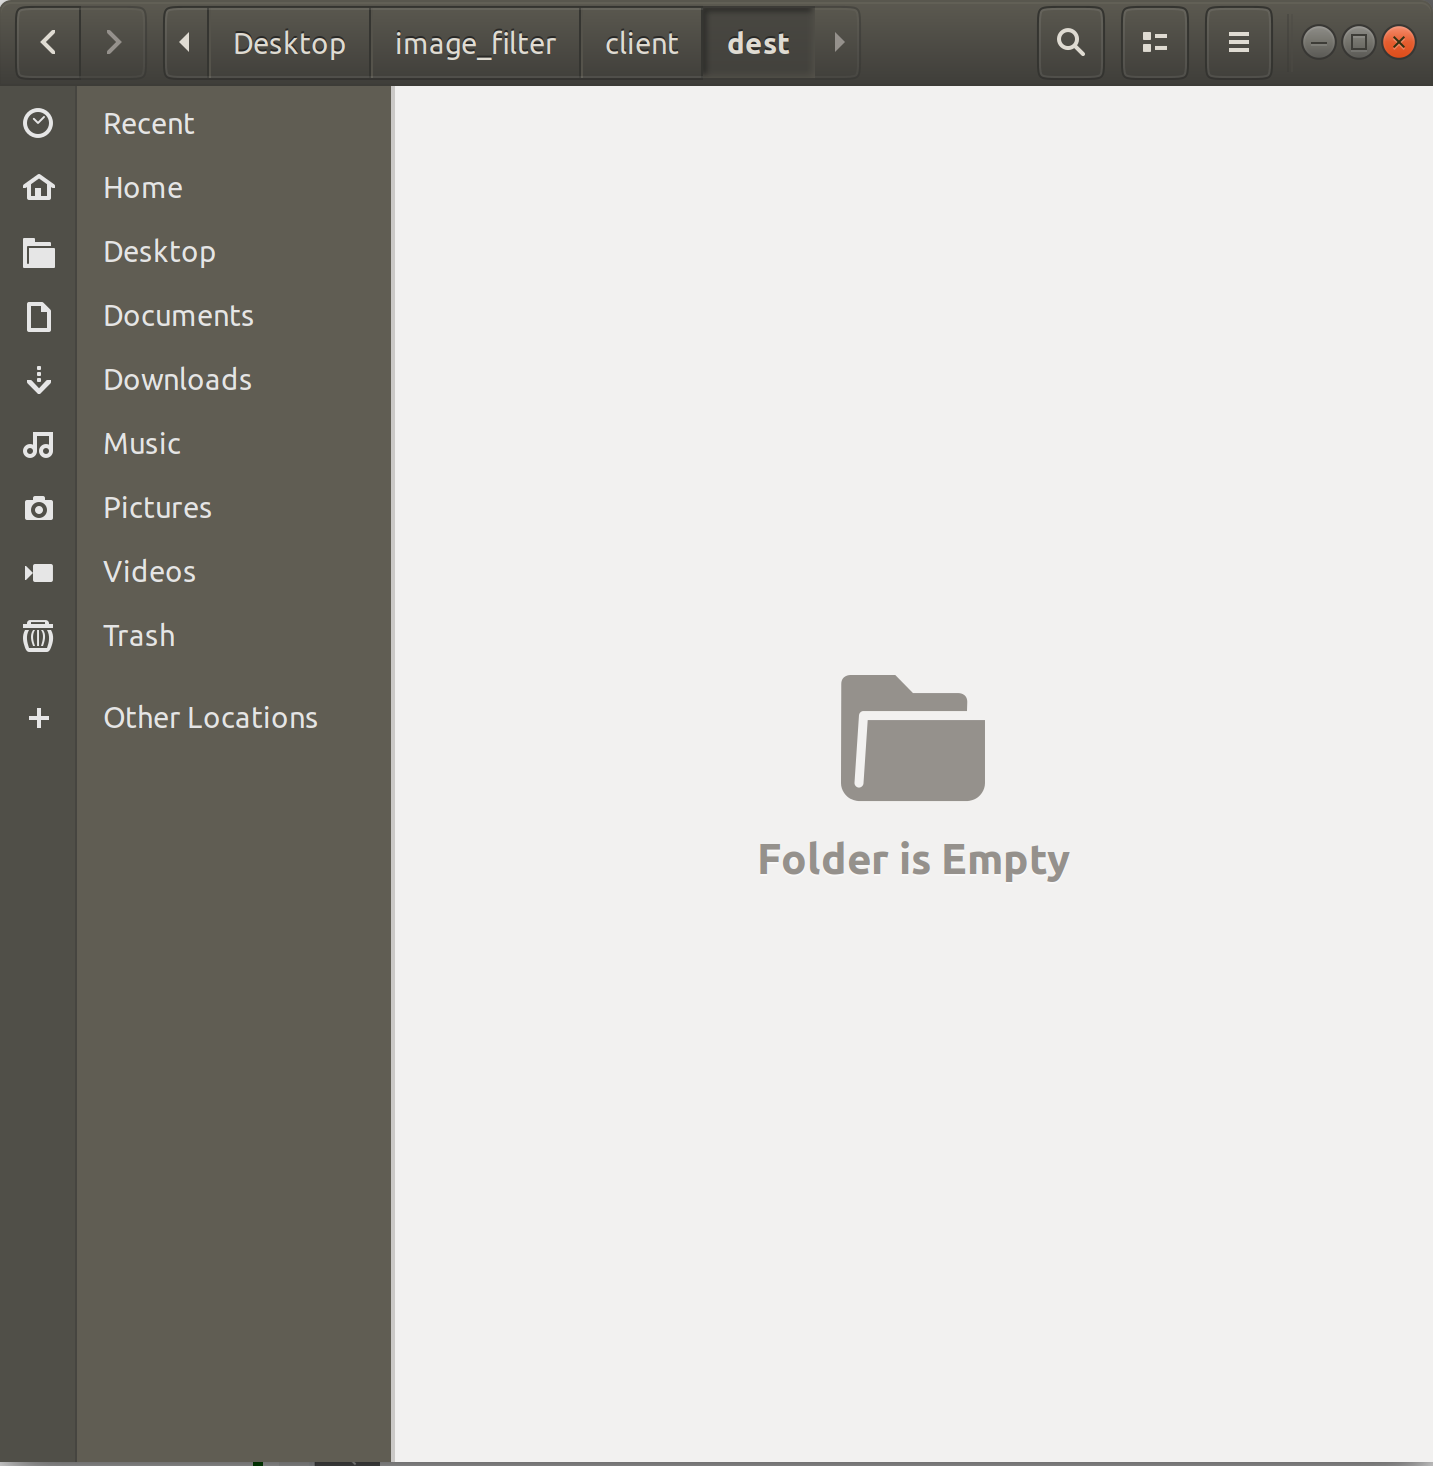 Desktop image_filter client dest
Recent
Home
Desktop
Documents
Downloads
Music
Pictures
Videos
Trash
Other Locations
Folder is Empty